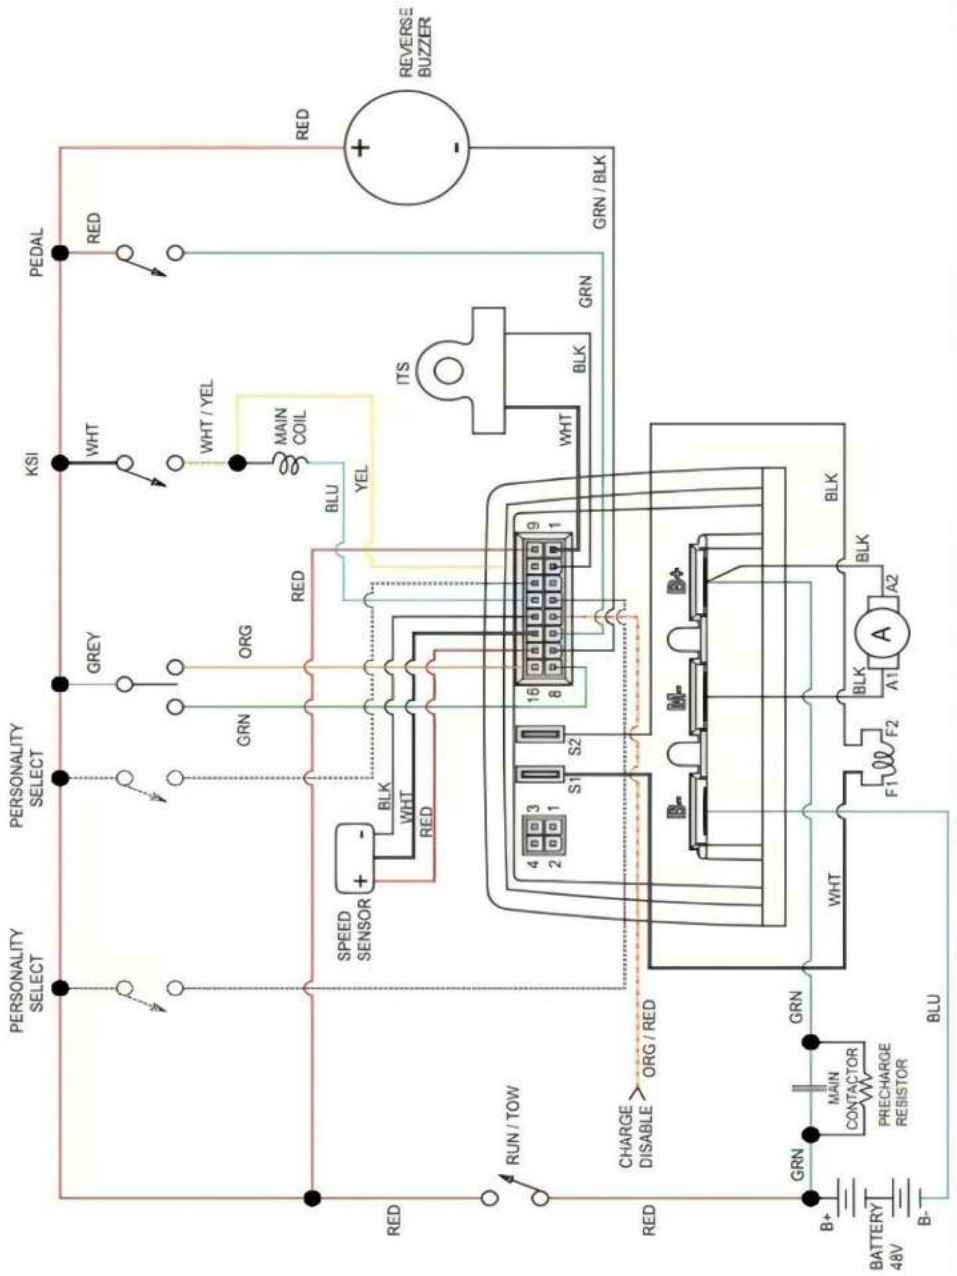 PERSONALITY
SELECT
PERSONALITY
SELECT
KSI
PEDAL
GREY
WHT
RED
RED
REVERSE
BUZZER
+
-
GRN
ORG
RED
WHT / YEL
MAIN
COIL
BLU
YEL
ITS
GRN / BLK
GRN
SPEED
SENSOR
+
-
BLK
WHT
RED
WHT
BLK
9
1
16
8
3
1
4
2
S1
S2
B-
M-
B+
BLK
BLK
BLK
A
A1
A2
F1
F2
WHT
RED
RUN / TOW
RED
CHARGE
DISABLE
ORG / RED
GRN
MAIN
CONTACTOR
GRN
PRECHARGE
RESISTOR
BLU
B+
BATTERY
48V
B-